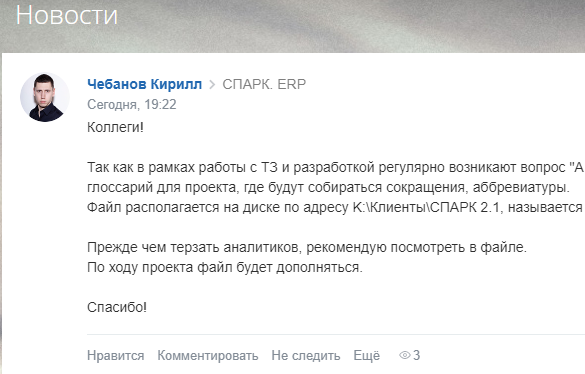 Новости
Чебанов Кирилл > СПАРК. ERP
Сегодня, 19:22
Коллеги!
Так как в рамках работы с ТЗ и разработкой регулярно возникают вопрос "А
глоссарий для проекта, где будут собираться сокращения, аббревиатуры.
Файл располагается на диске по адресу K:\Клиенты\СПАРК 2.1, называется
Прежде чем терзать аналитиков, рекомендую посмотреть в файле.
По ходу проекта файл будет дополняться.
Спасибо!
Нравится Комментировать Не следить Ещё 3